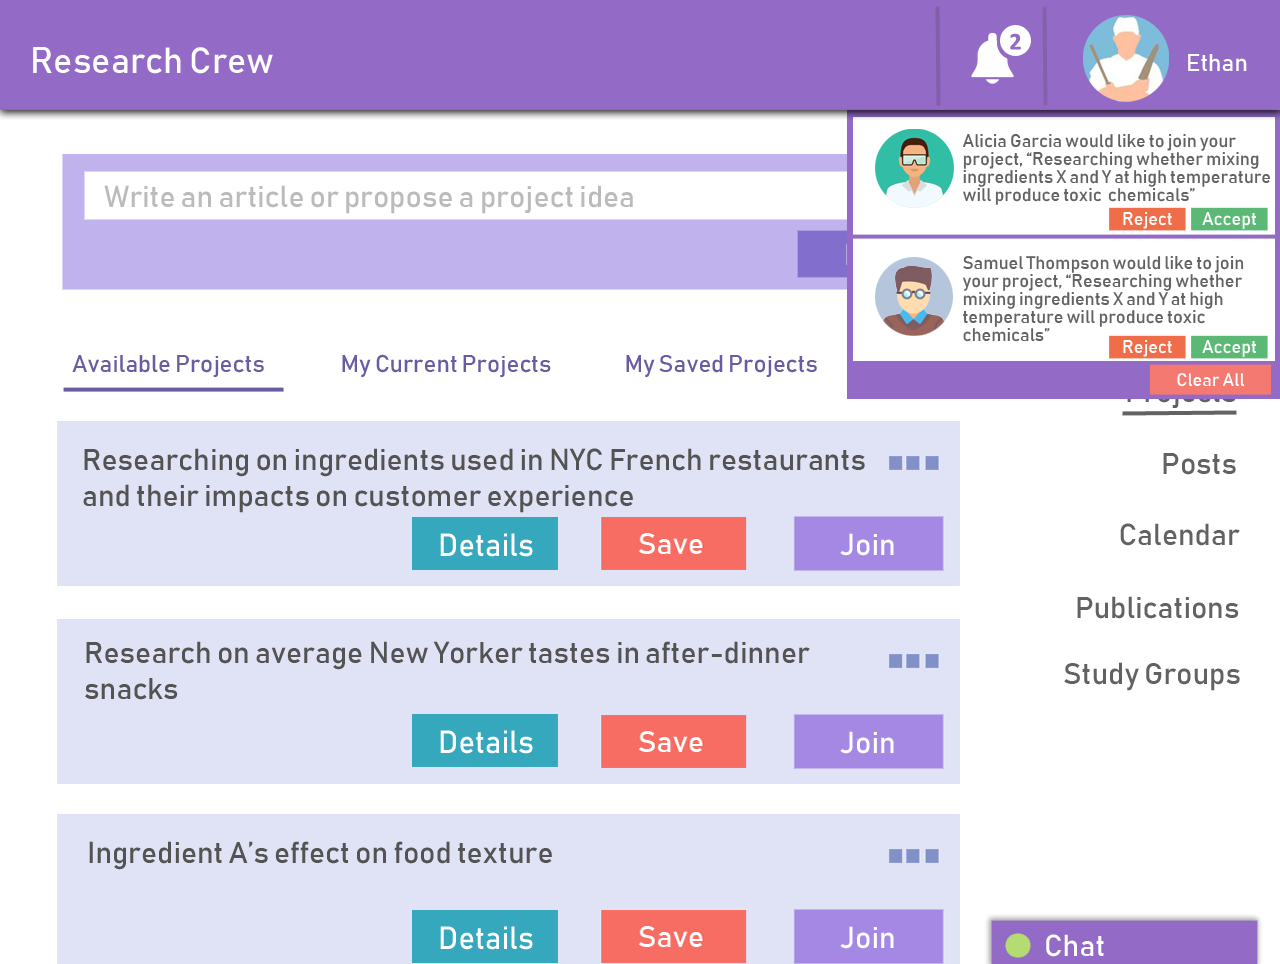 Research Crew
2
Ethan
Alicia Garcia would like to join your
project, “Researching whether mixing
ingredients X and Y at high temperature
will produce toxic chemicals”
Reject
Accept
Samuel Thompson would like to join
your project, “Researching whether
mixing ingredients X and Y at high
temperature will produce toxic
chemicals”
Reject
Accept
Clear All
Write an article or propose a project idea
Available Projects
My Current Projects
My Saved Projects
Projects
Posts
Calendar
Publications
Study Groups
Researching on ingredients used in NYC French restaurants
and their impacts on customer experience
Details
Save
Join
Research on average New Yorker tastes in after-dinner
snacks
Details
Save
Join
Ingredient A’s effect on food texture
Details
Save
Join
Chat